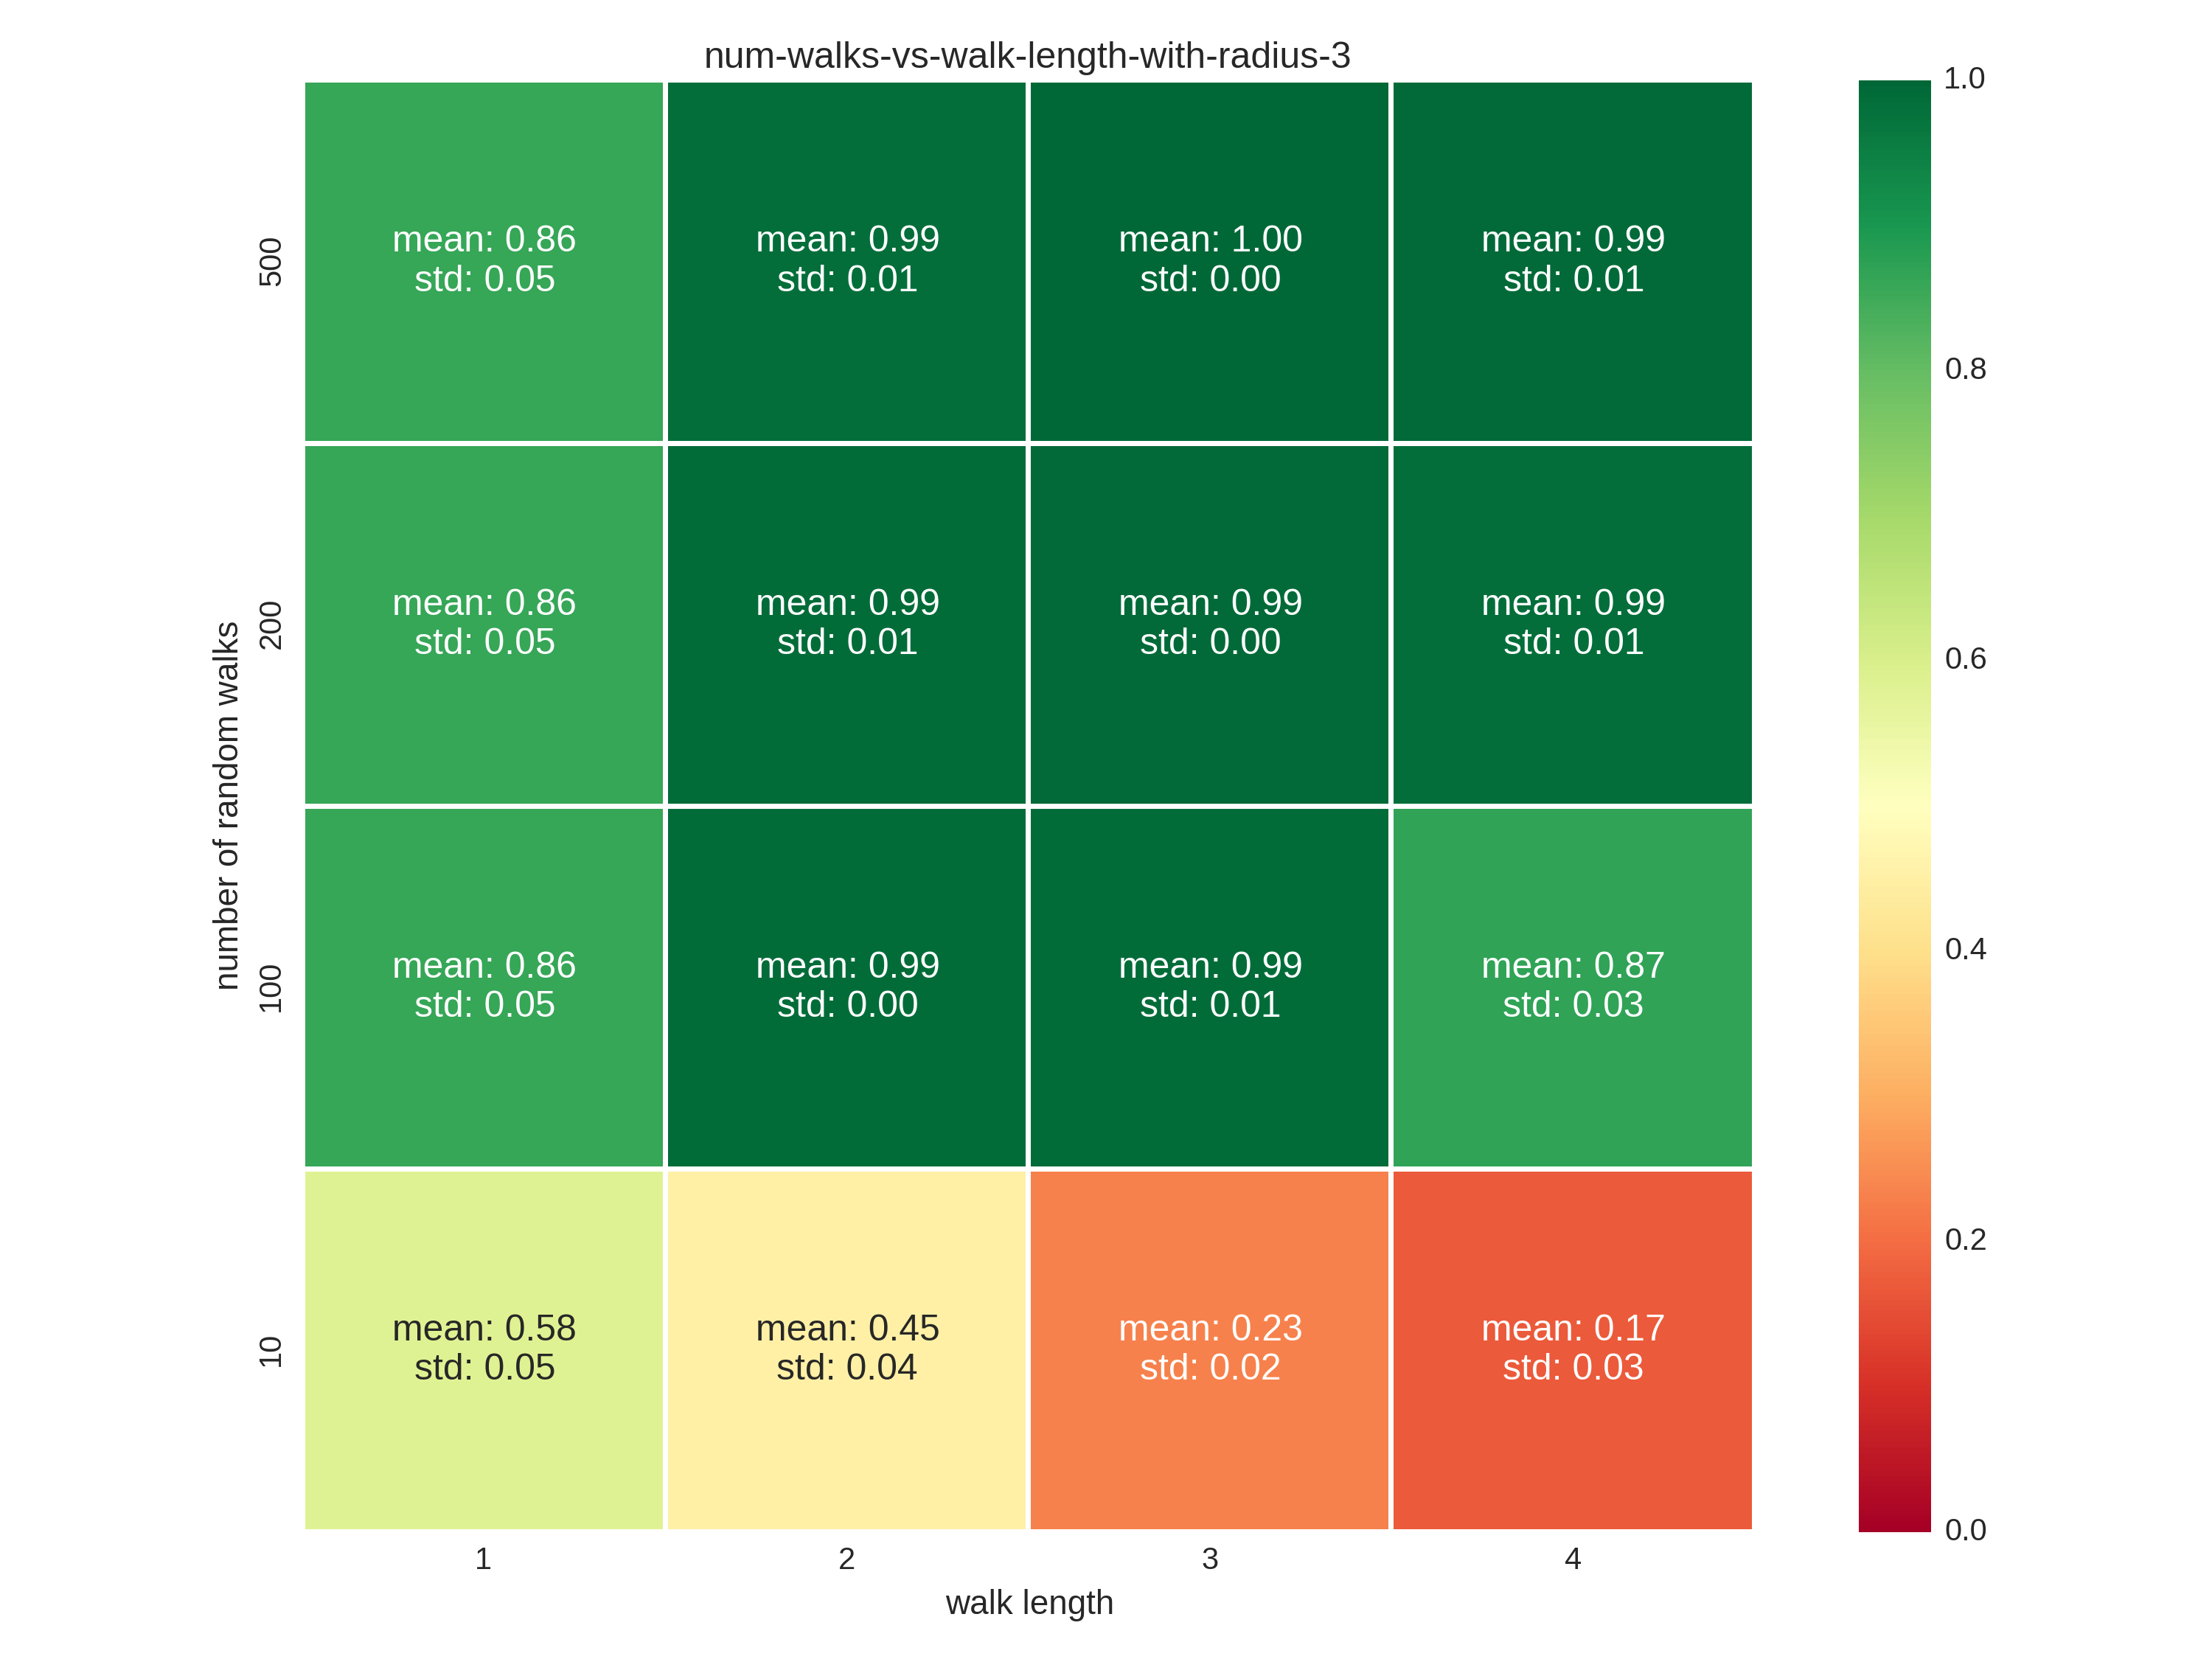 num-walks-vs-walk-length-with-radius-3
number of random walks
500
mean: 0.86
std: 0.05
mean: 0.99
std: 0.01
mean: 1.00
std: 0.00
mean: 0.99
std: 0.01
200
mean: 0.86
std: 0.05
mean: 0.99
std: 0.01
mean: 0.99
std: 0.00
mean: 0.99
std: 0.01
100
mean: 0.86
std: 0.05
mean: 0.99
std: 0.00
mean: 0.99
std: 0.01
mean: 0.87
std: 0.03
10
mean: 0.58
std: 0.05
mean: 0.45
std: 0.04
mean: 0.23
std: 0.02
mean: 0.17
std: 0.03
1
2
3
4
walk length
1.0
0.8
0.6
0.4
0.2
0.0